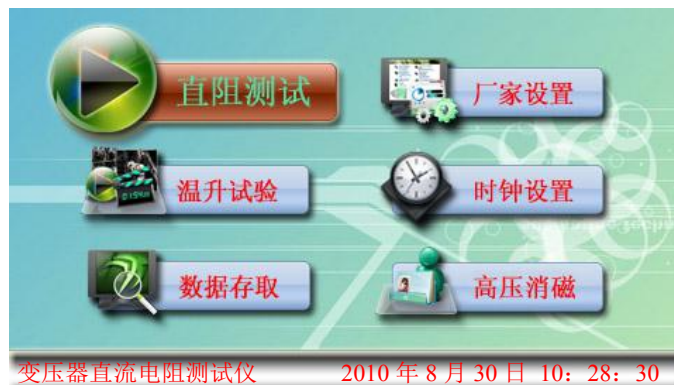 直阻测试
厂家设置
温升试验
时钟设置
数据存取
高压消磁
变压器直流电阻测试仪 2010 年 8 月 30 日 10：28：30